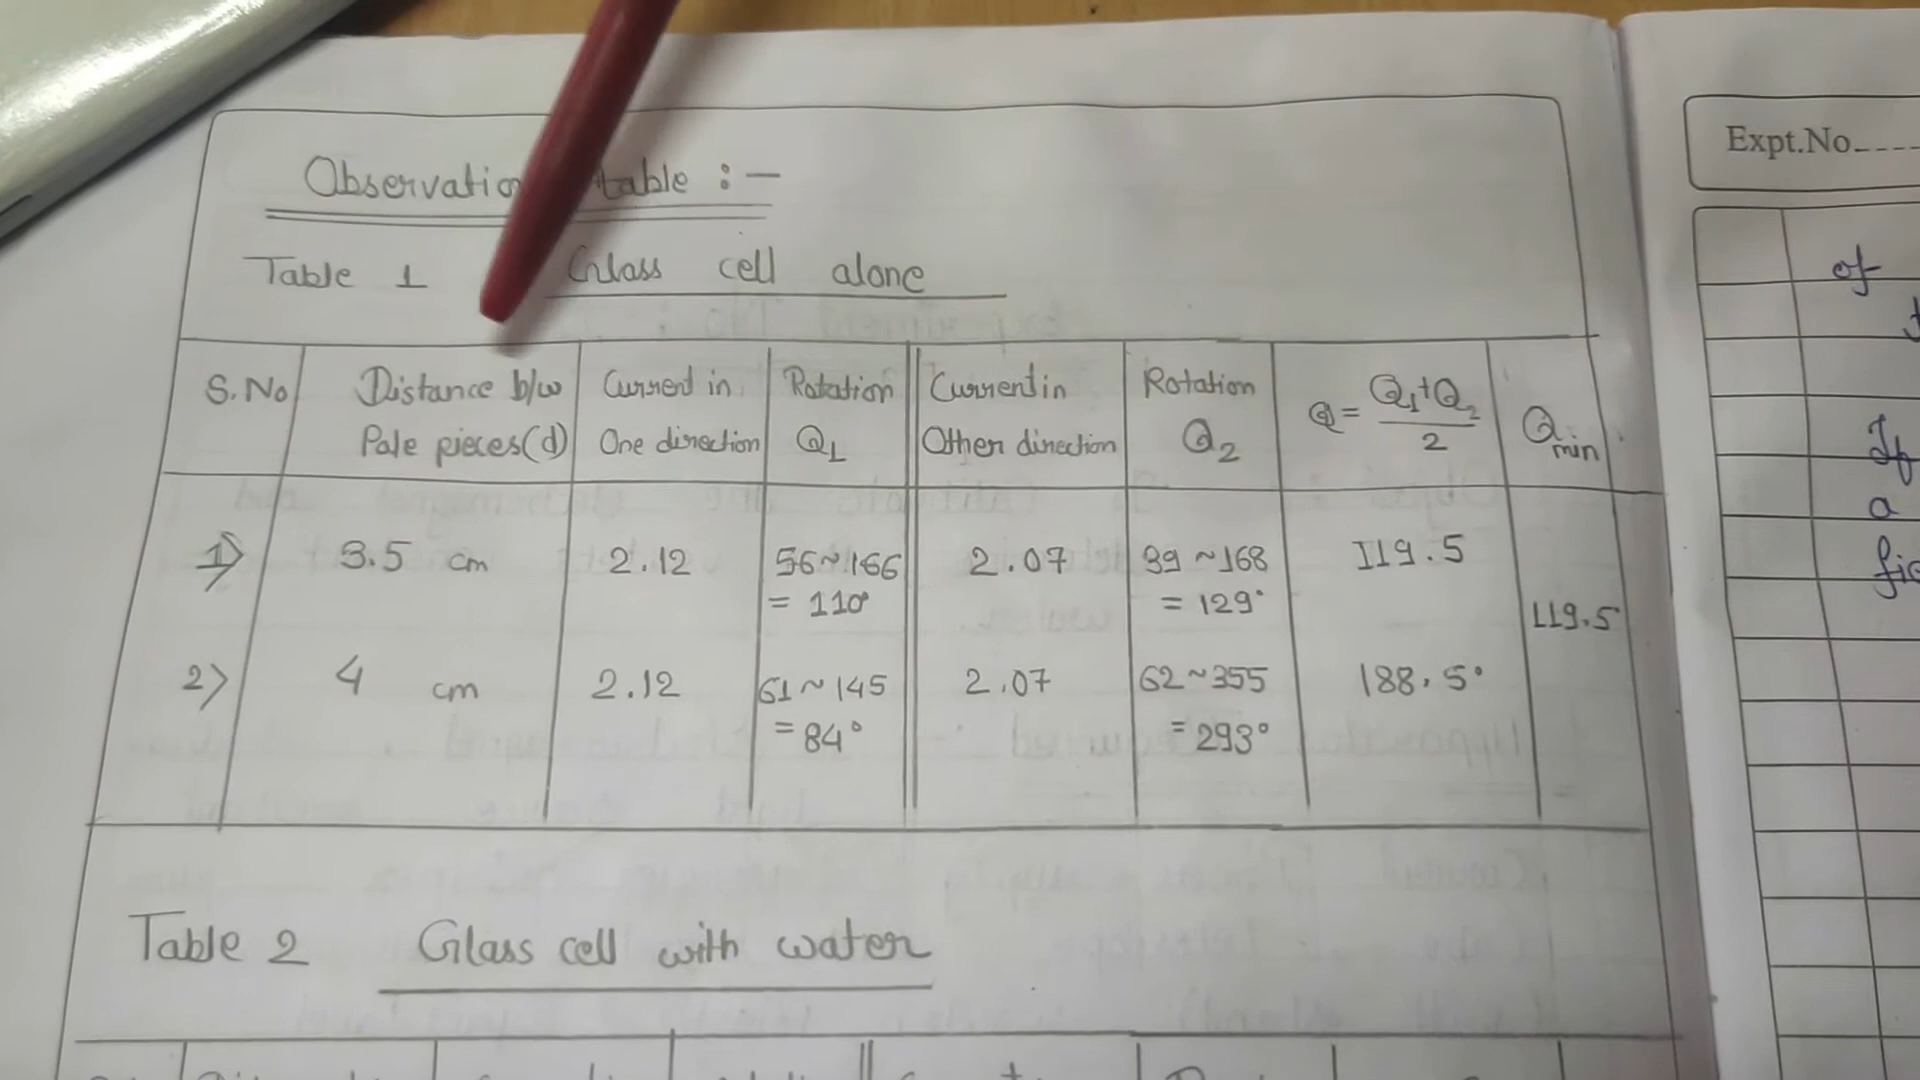 Observation table :-
Table 1 Glass cell alone
S.No Distance b/w Pole pieces(d) Current in One direction Rotation Q1 Current in Other direction Rotation Q2 Q = Q1+Q2 / 2 Qmin
1) 3.5 cm 2.12 56~166 = 110° 2.07 39~168 = 129° 119.5
119.5
2) 4 cm 2.12 61~145 = 84° 2.07 62~355 = 293° 188.5°
Table 2 Glass cell with water
Expt.No
of
If
a